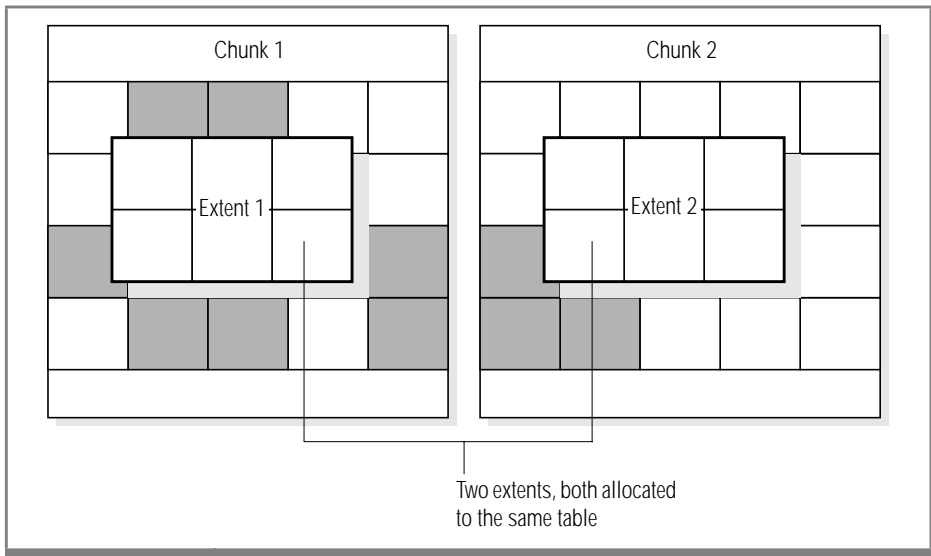 Chunk 1
Chunk 2
Extent 1
Extent 2
Two extents, both allocated
to the same table